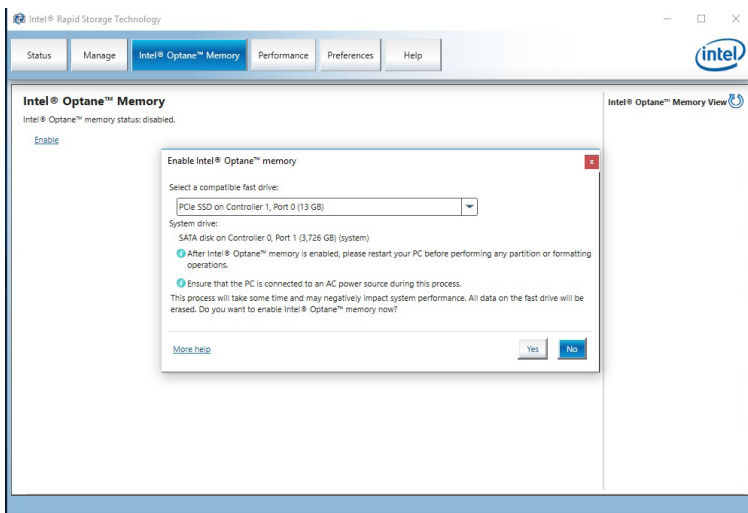 Intel® Rapid Storage Technology
Status
Manage
Intel® Optane™ Memory
Performance
Preferences
Help
intel
Intel® Optane™ Memory
Intel® Optane™ memory status: disabled.
Enable
Intel® Optane™ Memory View
Enable Intel® Optane™ memory
x
Select a compatible fast drive:
PCIe SSD on Controller 1, Port 0 (13 GB)
System drive:
SATA disk on Controller 0, Port 1 (3,726 GB) (system)
After Intel® Optane™ memory is enabled, please restart your PC before performing any partition or formatting
operations.
Ensure that the PC is connected to an AC power source during this process.
This process will take some time and may negatively impact system performance. All data on the fast drive will be
erased. Do you want to enable Intel® Optane™ memory now?
More help
Yes
No